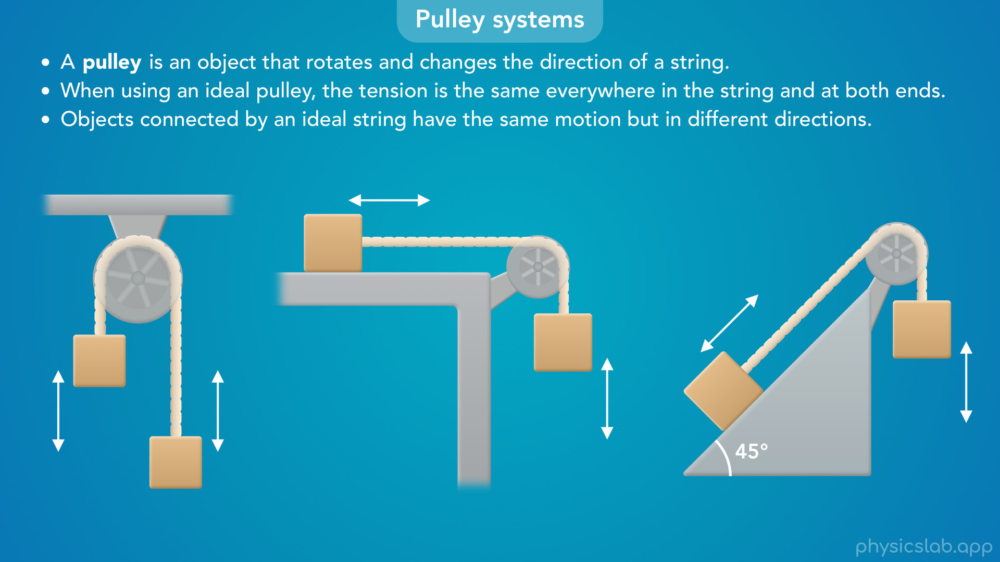 Pulley systems
• A pulley is an object that rotates and changes the direction of a string.
• When using an ideal pulley, the tension is the same everywhere in the string and at both ends.
• Objects connected by an ideal string have the same motion but in different directions.
45°
physicslab.app